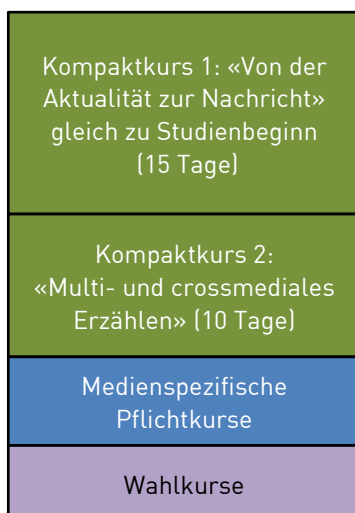 Kompaktkurs 1: «Von der
Aktualität zur Nachricht»
gleich zu Studienbeginn
(15 Tage)
Kompaktkurs 2:
«Multi- und crossmediales
Erzählen» (10 Tage)
Medienspezifische
Pflichtkurse
Wahlkurse